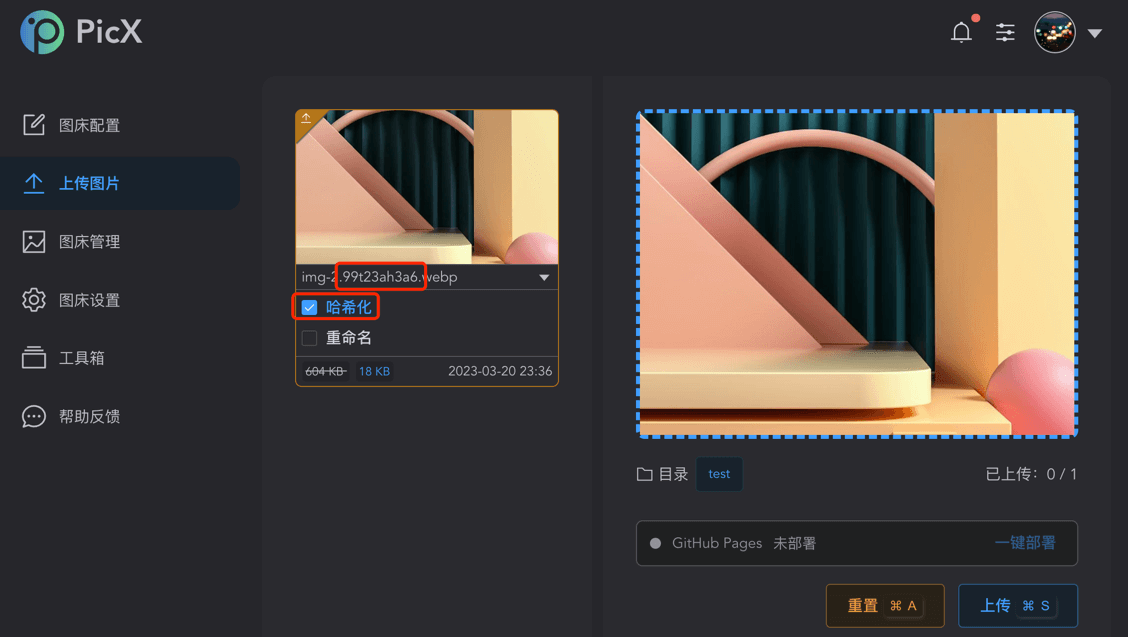 PicX
图床配置
上传图片
图床管理
图床设置
工具箱
帮助反馈
img-2.99t23ah3a6.webp
哈希化
重命名
604 KB 18 KB 2023-03-20 23:36
目录 test 已上传：0 / 1
GitHub Pages 未部署 一键部署
重置 ⌘ A 上传 ⌘ S